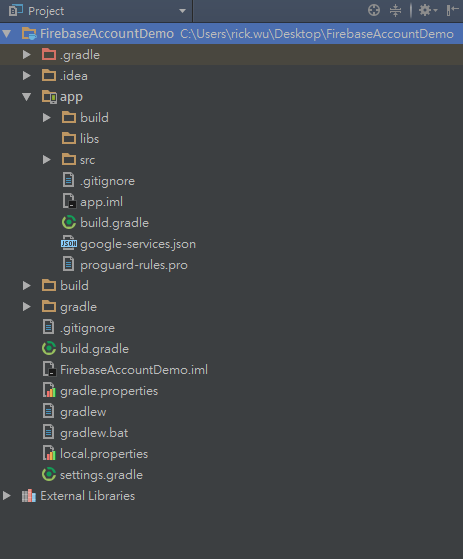 Project
FirebaseAccountDemo C:\Users\rick.wu\Desktop\FirebaseAccountDemo
.gradle
.idea
app
build
libs
src
.gitignore
app.iml
build.gradle
JSON google-services.json
proguard-rules.pro
build
gradle
.gitignore
build.gradle
FirebaseAccountDemo.iml
gradle.properties
gradlew
gradlew.bat
local.properties
settings.gradle
External Libraries